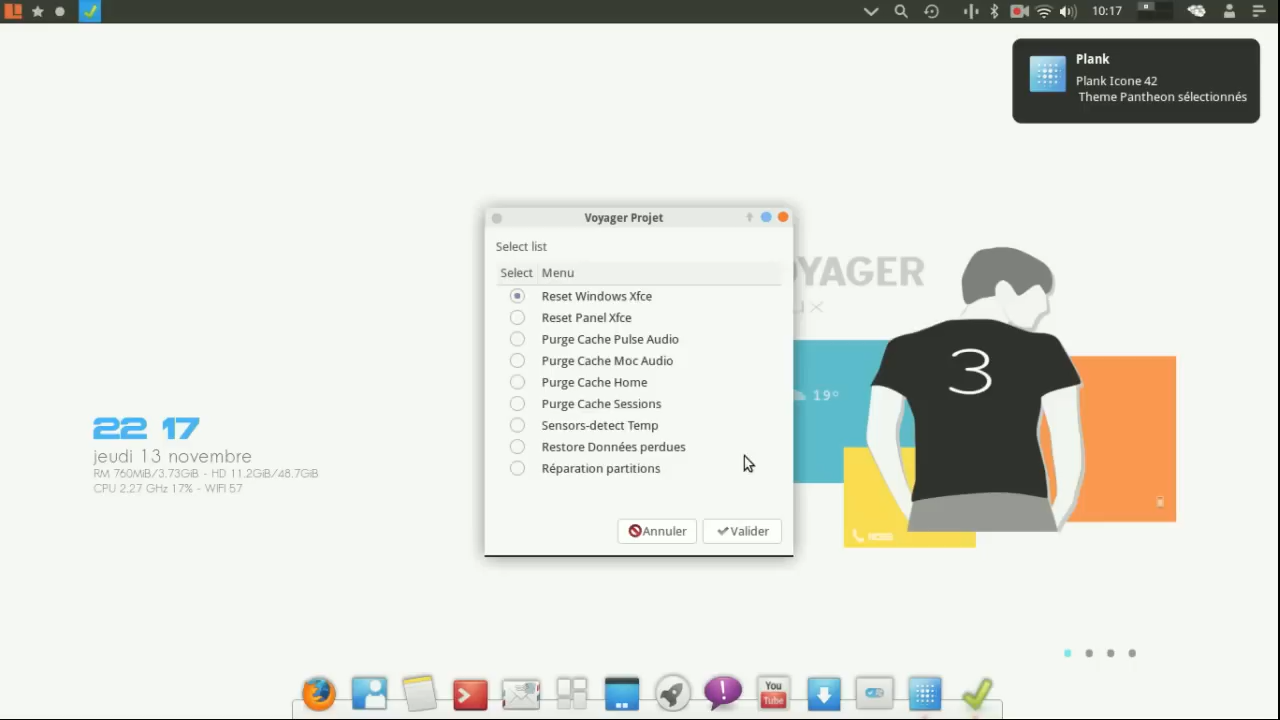 10:17
Plank
Plank Icone 42
Theme Pantheon sélectionnés
Voyager Projet
Select list
Select Menu
Reset Windows Xfce
Reset Panel Xfce
Purge Cache Pulse Audio
Purge Cache Moc Audio
Purge Cache Home
Purge Cache Sessions
Sensors-detect Temp
Restore Données perdues
Réparation partitions
Annuler
Valider
OYAGER
3
19°
22 17
jeudi 13 novembre
RM 760MiB/3.73GiB - HD 11.2GiB/48.7GiB
CPU 2.27 GHz 17% - WIFI 57
You
Tube